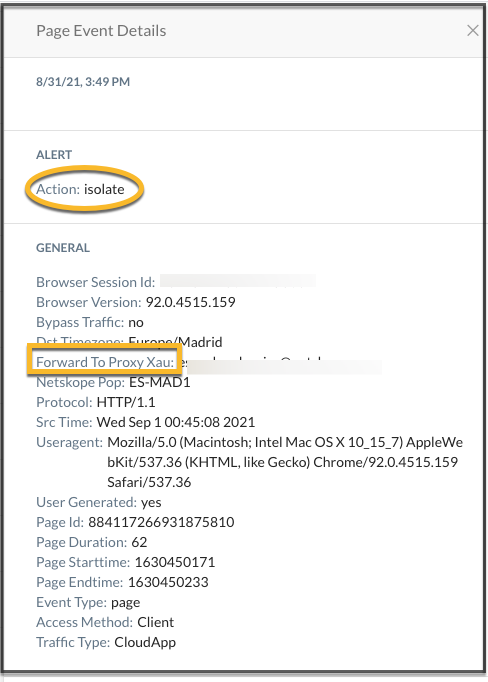 Page Event Details
8/31/21, 3:49 PM
ALERT
Action: isolate
GENERAL
Browser Session Id:
Browser Version: 92.0.4515.159
Bypass Traffic: no
Dst Timezone: Europe/Madrid
Forward To Proxy Xau:
Netskope Pop: ES-MAD1
Protocol: HTTP/1.1
Src Time: Wed Sep 1 00:45:08 2021
Useragent: Mozilla/5.0 (Macintosh; Intel Mac OS X 10_15_7) AppleWe
bKit/537.36 (KHTML, like Gecko) Chrome/92.0.4515.159
Safari/537.36
User Generated: yes
Page Id: 884117266931875810
Page Duration: 62
Page Starttime: 1630450171
Page Endtime: 1630450233
Event Type: page
Access Method: Client
Traffic Type: CloudApp